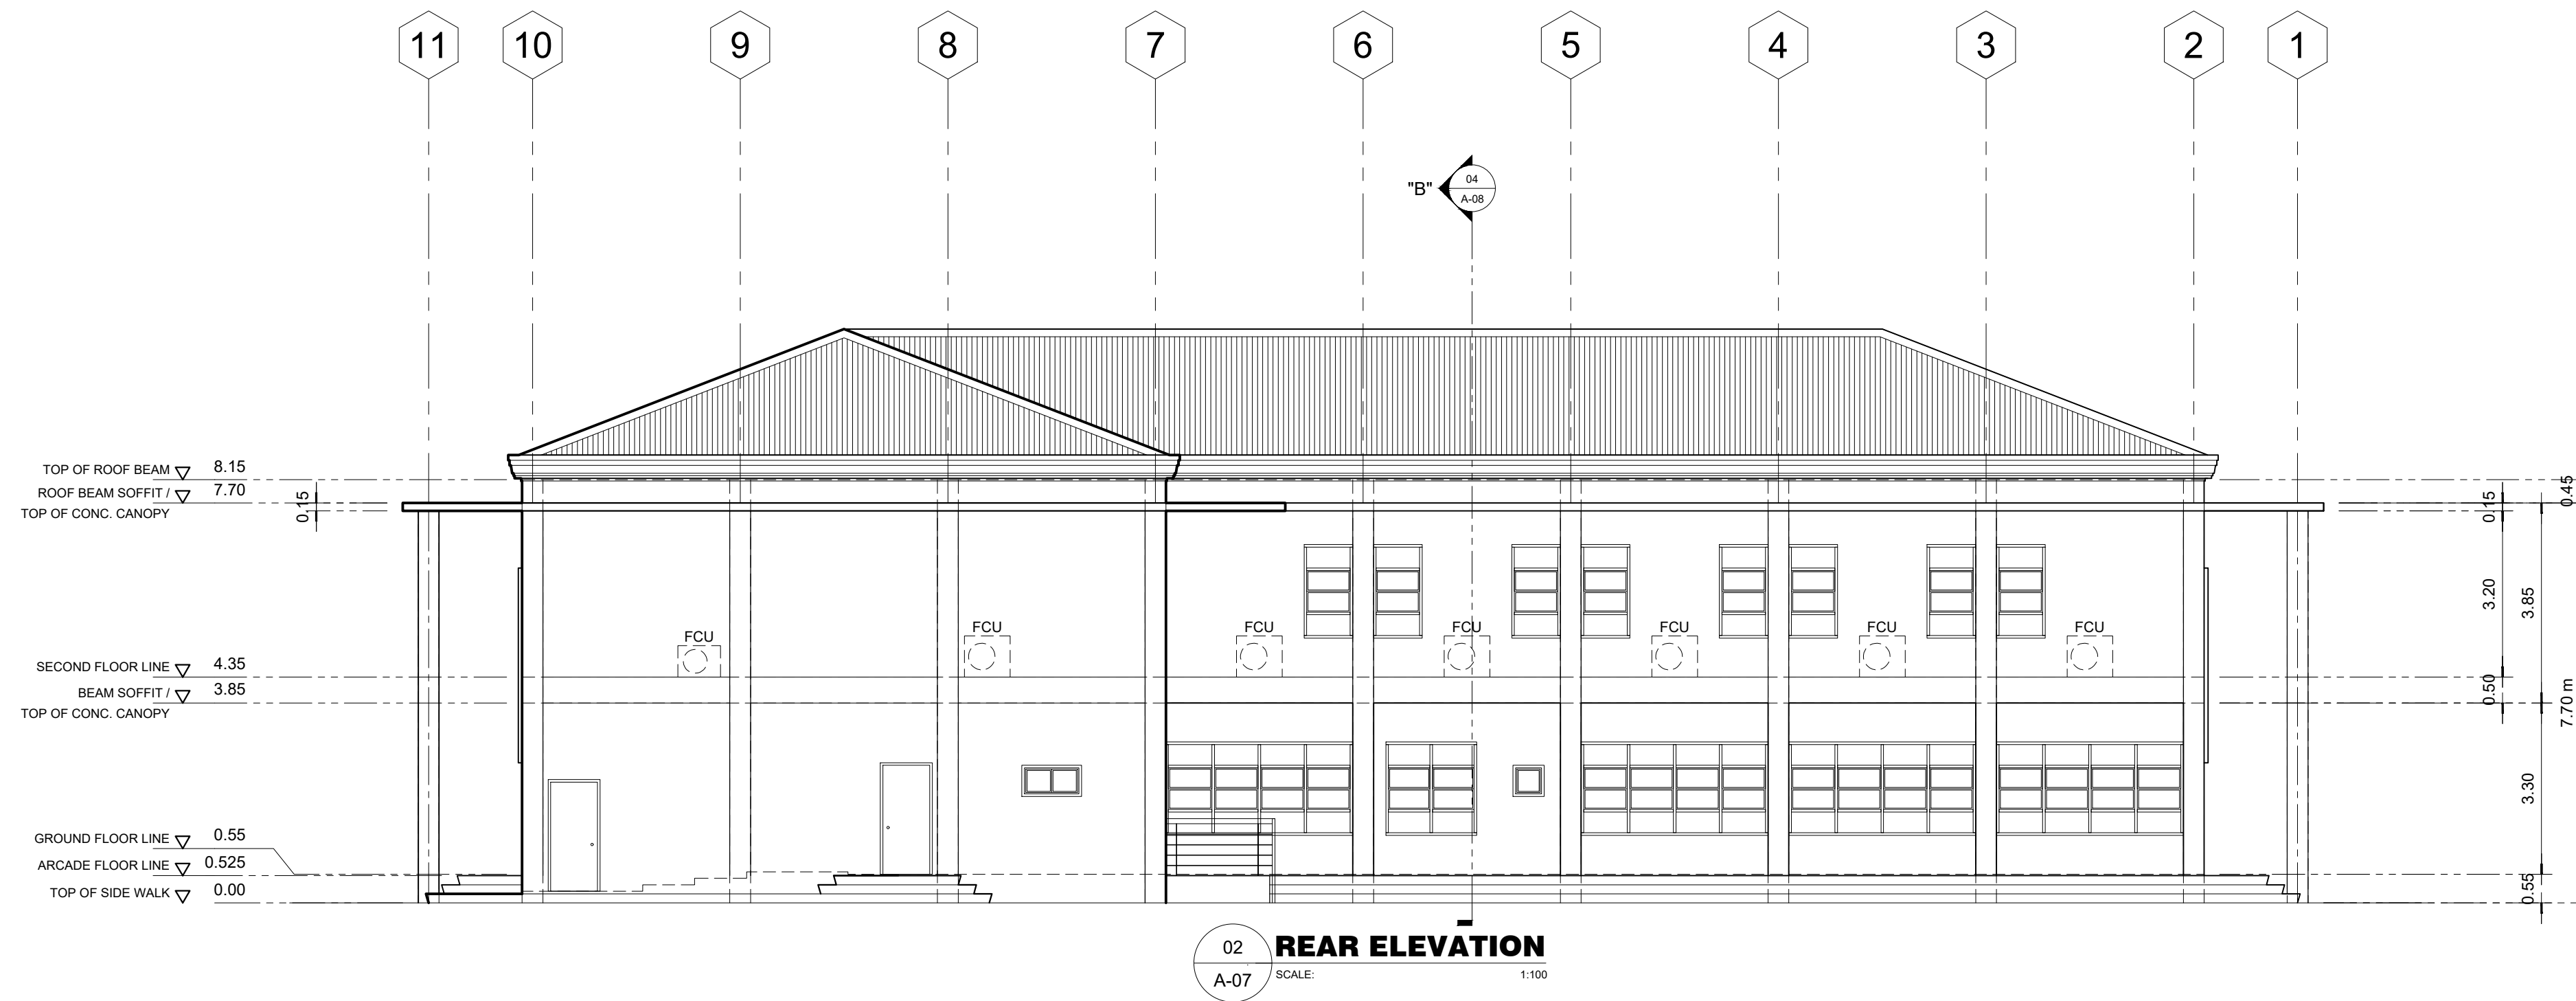 11 10 9 8 7 6 5 4 3 2 1
"B"
04
A-08
TOP OF ROOF BEAM 8.15
ROOF BEAM SOFFIT / 7.70
TOP OF CONC. CANOPY
0.15
0.15
0.45
FCU FCU FCU FCU FCU FCU FCU
3.20
3.85
SECOND FLOOR LINE 4.35
BEAM SOFFIT / 3.85
TOP OF CONC. CANOPY
0.50
7.70 m
3.30
GROUND FLOOR LINE 0.55
ARCADE FLOOR LINE 0.525
TOP OF SIDE WALK 0.00
0.55
02
A-07
REAR ELEVATION
SCALE: 1:100